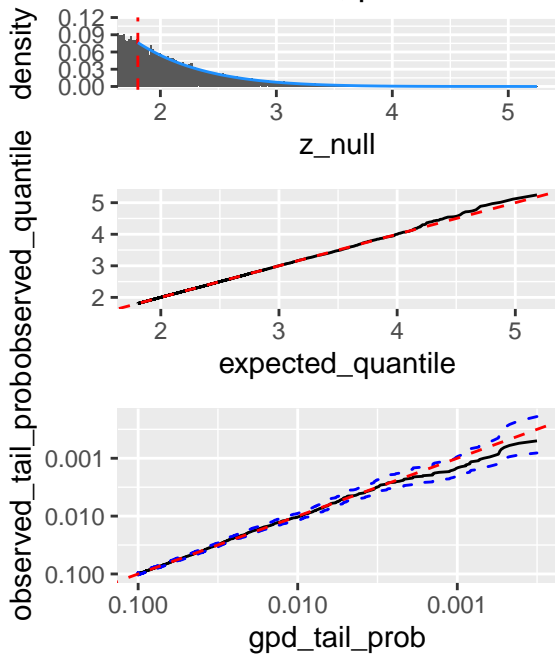 density
0.12
0.09
0.06
0.03
0.00
2 3 4 5
z_null
observed_quantile
5
4
3
2
2 3 4 5
expected_quantile
observed_tail_prob
0.001
0.010
0.100
0.100 0.010 0.001
gpd_tail_prob